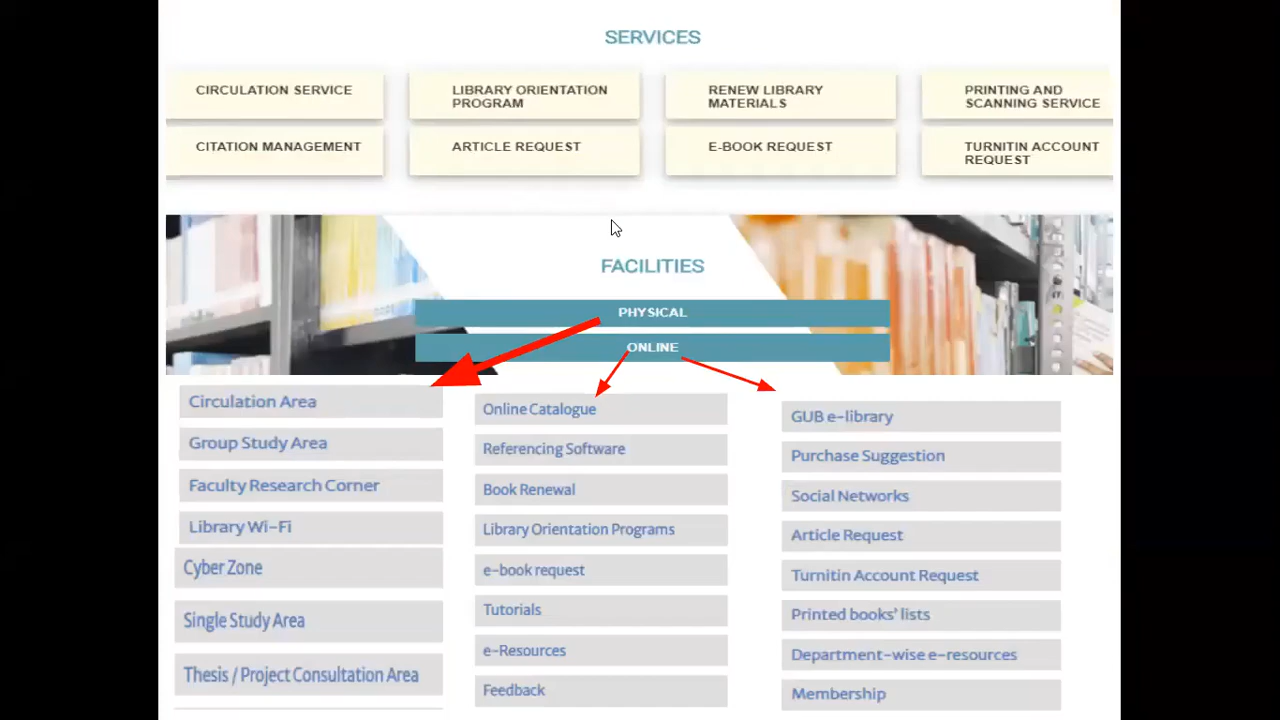 SERVICES
CIRCULATION SERVICE
LIBRARY ORIENTATION
PROGRAM
RENEW LIBRARY
MATERIALS
PRINTING AND
SCANNING SERVICE
CITATION MANAGEMENT
ARTICLE REQUEST
E-BOOK REQUEST
TURNITIN ACCOUNT
REQUEST
FACILITIES
PHYSICAL
ONLINE
Circulation Area
Group Study Area
Faculty Research Corner
Library Wi-Fi
Cyber Zone
Single Study Area
Thesis / Project Consultation Area
Online Catalogue
Referencing Software
Book Renewal
Library Orientation Programs
e-book request
Tutorials
e-Resources
Feedback
GUB e-library
Purchase Suggestion
Social Networks
Article Request
Turnitin Account Request
Printed books' lists
Department-wise e-resources
Membership